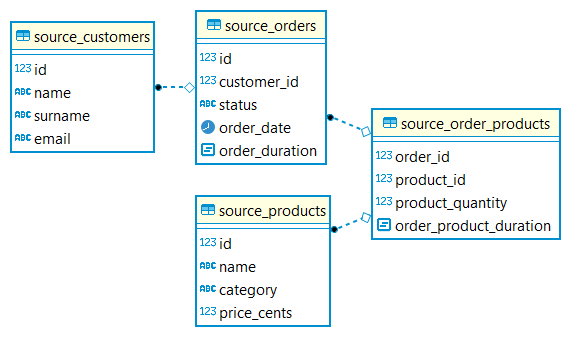 source_customers
123 id
ABC name
ABC surname
ABC email
source_orders
123 id
123 customer_id
ABC status
order_date
order_duration
source_products
123 id
ABC name
ABC category
123 price_cents
source_order_products
123 order_id
123 product_id
123 product_quantity
order_product_duration